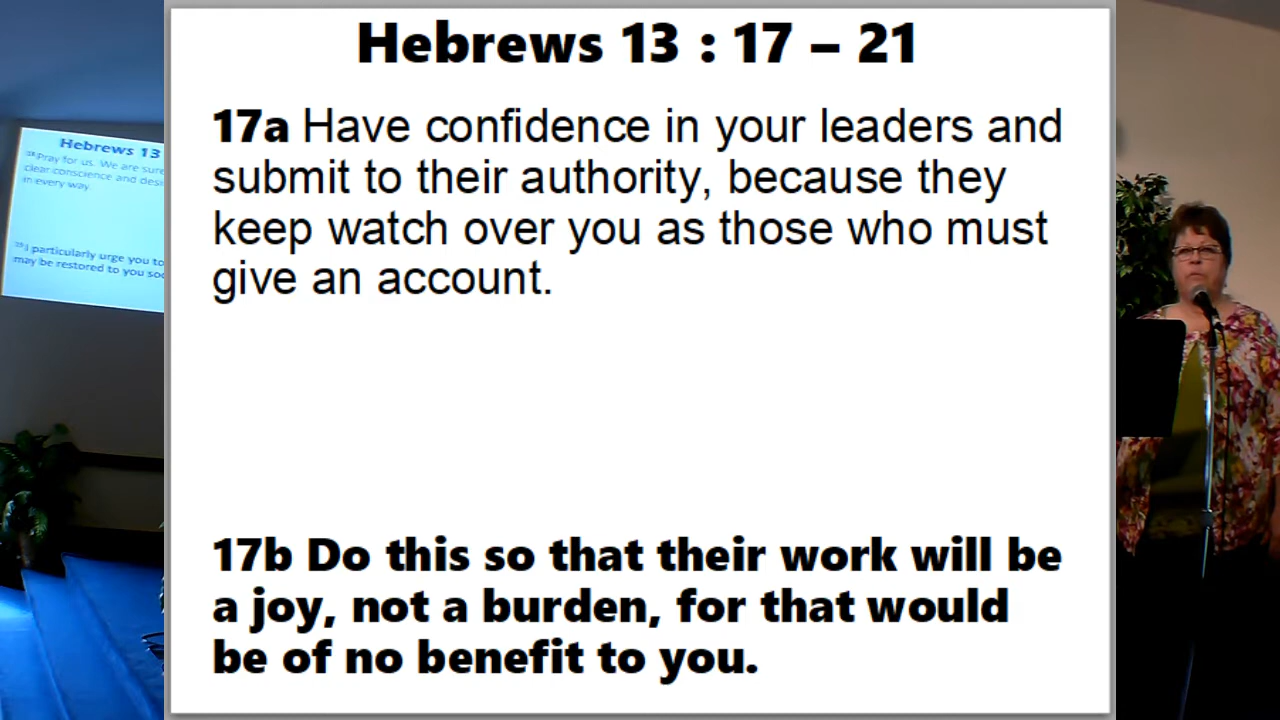 Hebrews 13 : 17 – 21
17a Have confidence in your leaders and
submit to their authority, because they
keep watch over you as those who must
give an account.
17b Do this so that their work will be
a joy, not a burden, for that would
be of no benefit to you.
Hebrews 13
18 Pray for us. We are sure
clear conscience and desi
in every way.
19 I particularly urge you to
may be restored to you soo